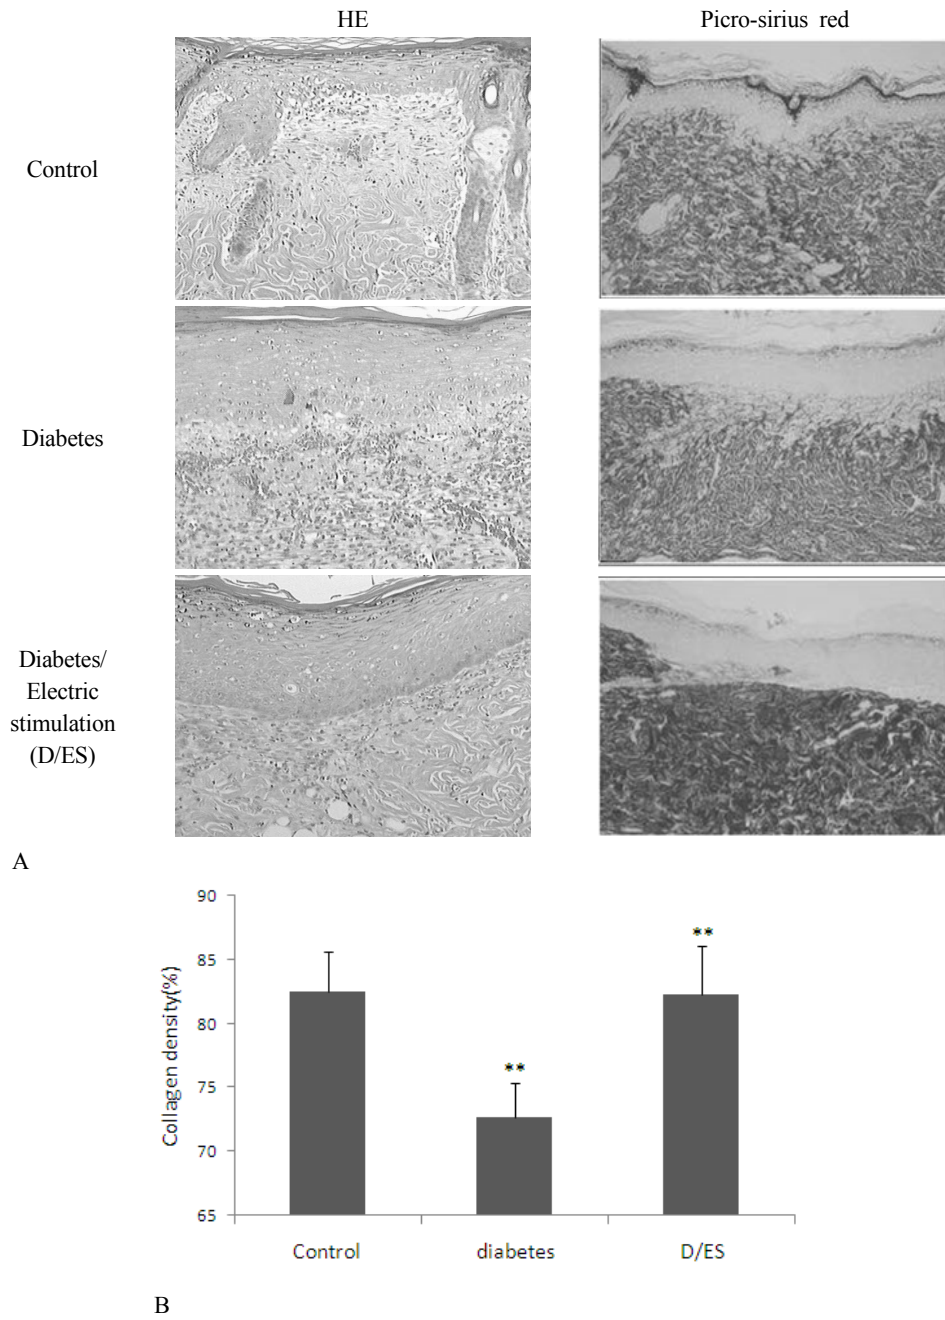 HE
Picro-sirius red
Control
Diabetes
Diabetes/
Electric
stimulation
(D/ES)
A
90
85
80
75
70
65
Collagen density(%)
**
**
Control
diabetes
D/ES
B